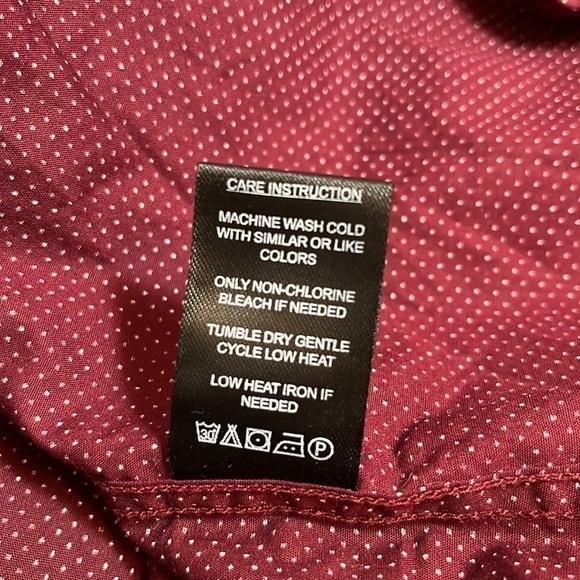 CARE INSTRUCTION
MACHINE WASH COLD
WITH SIMILAR OR LIKE
COLORS
ONLY NON-CHLORINE
BLEACH IF NEEDED
TUMBLE DRY GENTLE
CYCLE LOW HEAT
LOW HEAT IRON IF
NEEDED
30 P